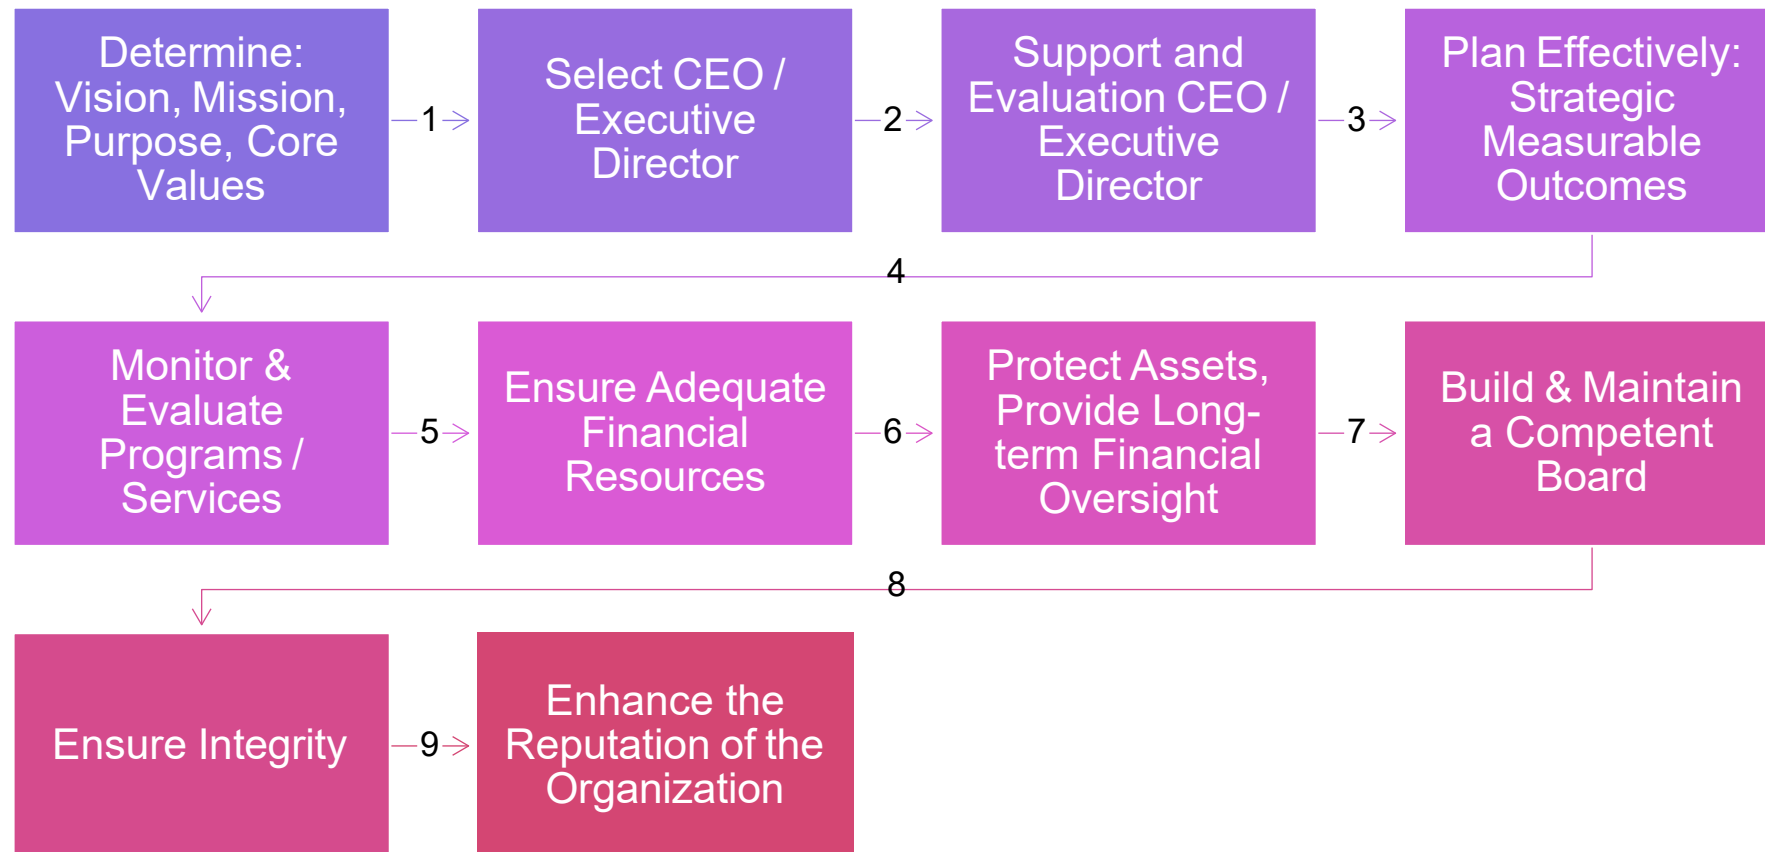 Determine:
Vision, Mission,
Purpose, Core
Values
1
Select CEO /
Executive
Director
2
Support and
Evaluation CEO /
Executive
Director
3
Plan Effectively:
Strategic
Measurable
Outcomes
4
Monitor &
Evaluate
Programs /
Services
5
Ensure Adequate
Financial
Resources
6
Protect Assets,
Provide Long-
term Financial
Oversight
7
Build & Maintain
a Competent
Board
8
Ensure Integrity
9
Enhance the
Reputation of the
Organization